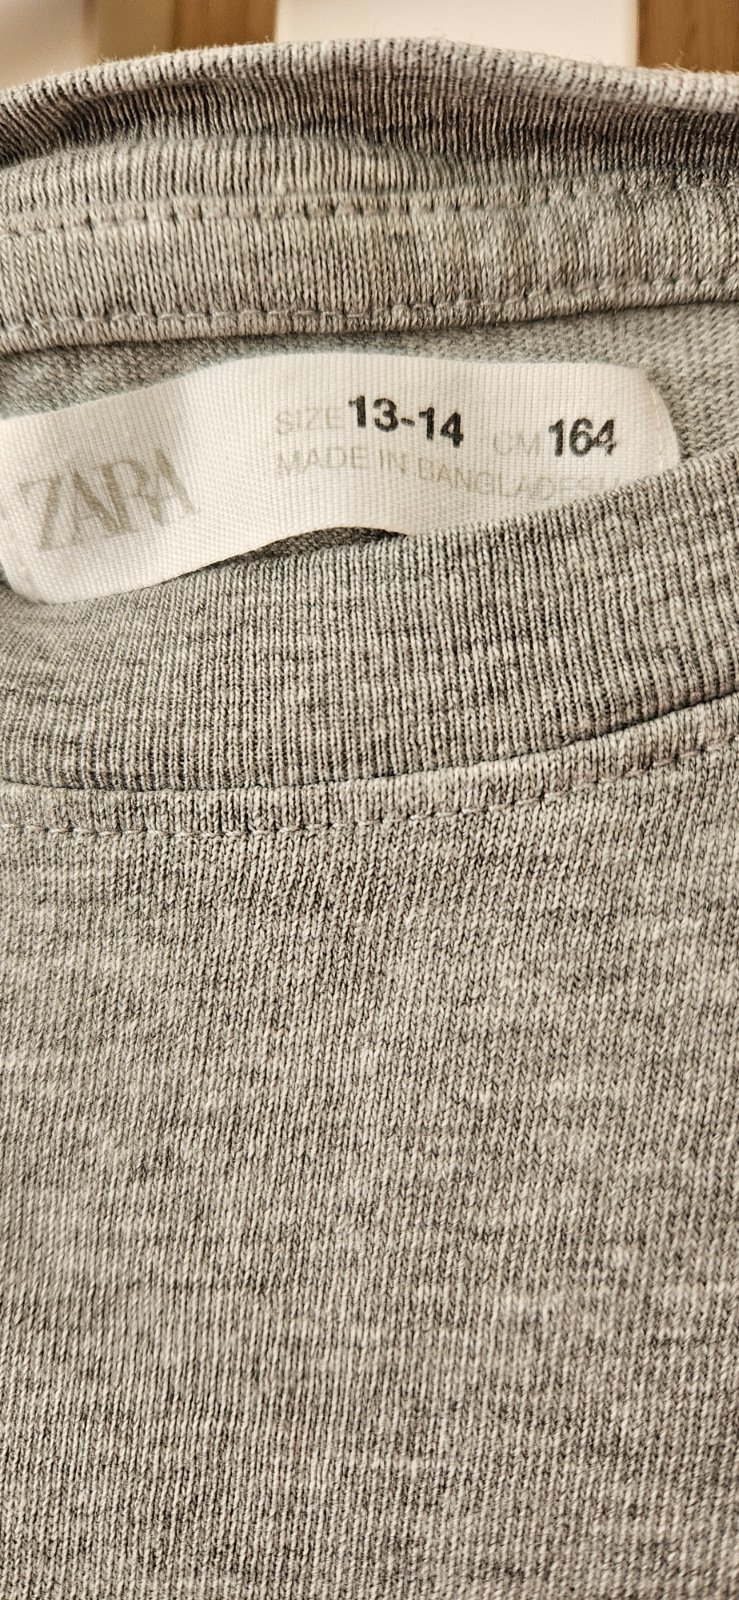 ZARA
SIZE 13-14 CM 164
MADE IN BANGLADESH